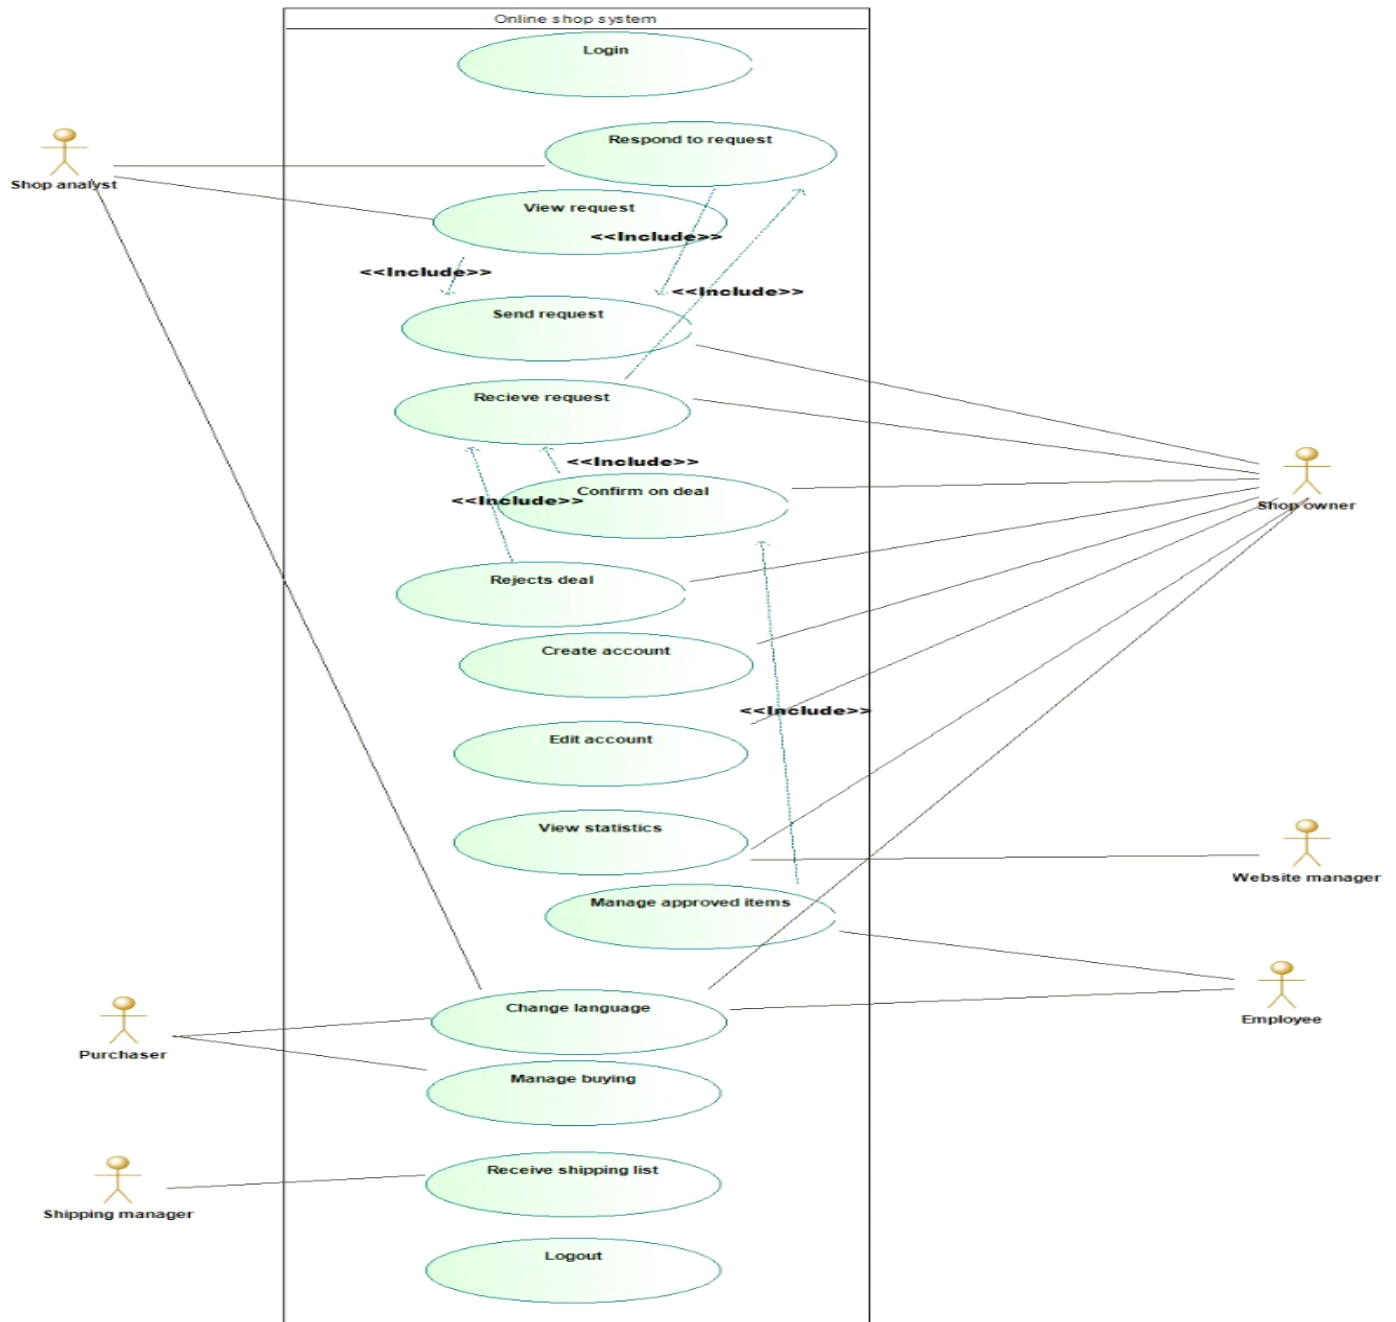 Online shop system
Login
Respond to request
Shop analyst
View request
<<Include>>
<<Include>>
<<Include>>
Send request
Recieve request
<<Include>>
Confirm on deal
<<Include>>
Shop owner
Rejects deal
Create account
<<Include>>
Edit account
View statistics
Website manager
Manage approved items
Change language
Employee
Purchaser
Manage buying
Receive shipping list
Shipping manager
Logout